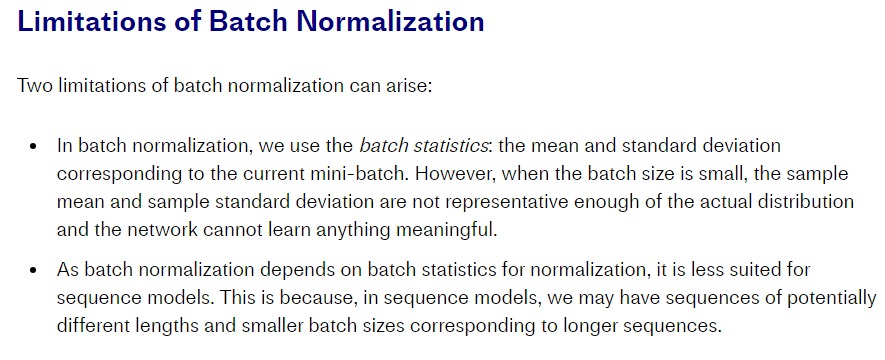 Limitations of Batch Normalization
Two limitations of batch normalization can arise:
• In batch normalization, we use the batch statistics: the mean and standard deviation
corresponding to the current mini-batch. However, when the batch size is small, the sample
mean and sample standard deviation are not representative enough of the actual distribution
and the network cannot learn anything meaningful.
• As batch normalization depends on batch statistics for normalization, it is less suited for
sequence models. This is because, in sequence models, we may have sequences of potentially
different lengths and smaller batch sizes corresponding to longer sequences.